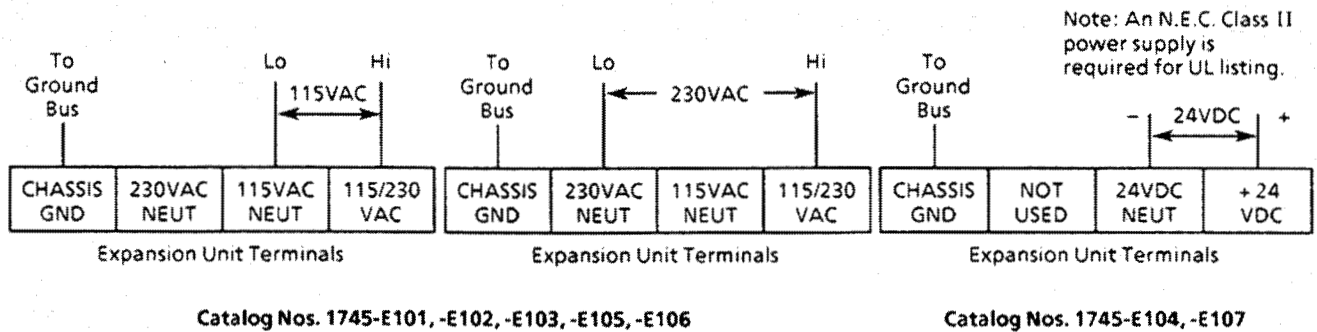 Note: An N.E.C. Class II
power supply is
required for UL listing.
To
Ground
Bus
Lo
Hi
115VAC
CHASSIS
GND
230VAC
NEUT
115VAC
NEUT
115/230
VAC
Expansion Unit Terminals
To
Ground
Bus
Lo
Hi
230VAC
CHASSIS
GND
230VAC
NEUT
115VAC
NEUT
115/230
VAC
Expansion Unit Terminals
To
Ground
Bus
– 24VDC +
CHASSIS
GND
NOT
USED
24VDC
NEUT
+ 24
VDC
Expansion Unit Terminals
Catalog Nos. 1745-E101, -E102, -E103, -E105, -E106
Catalog Nos. 1745-E104, -E107